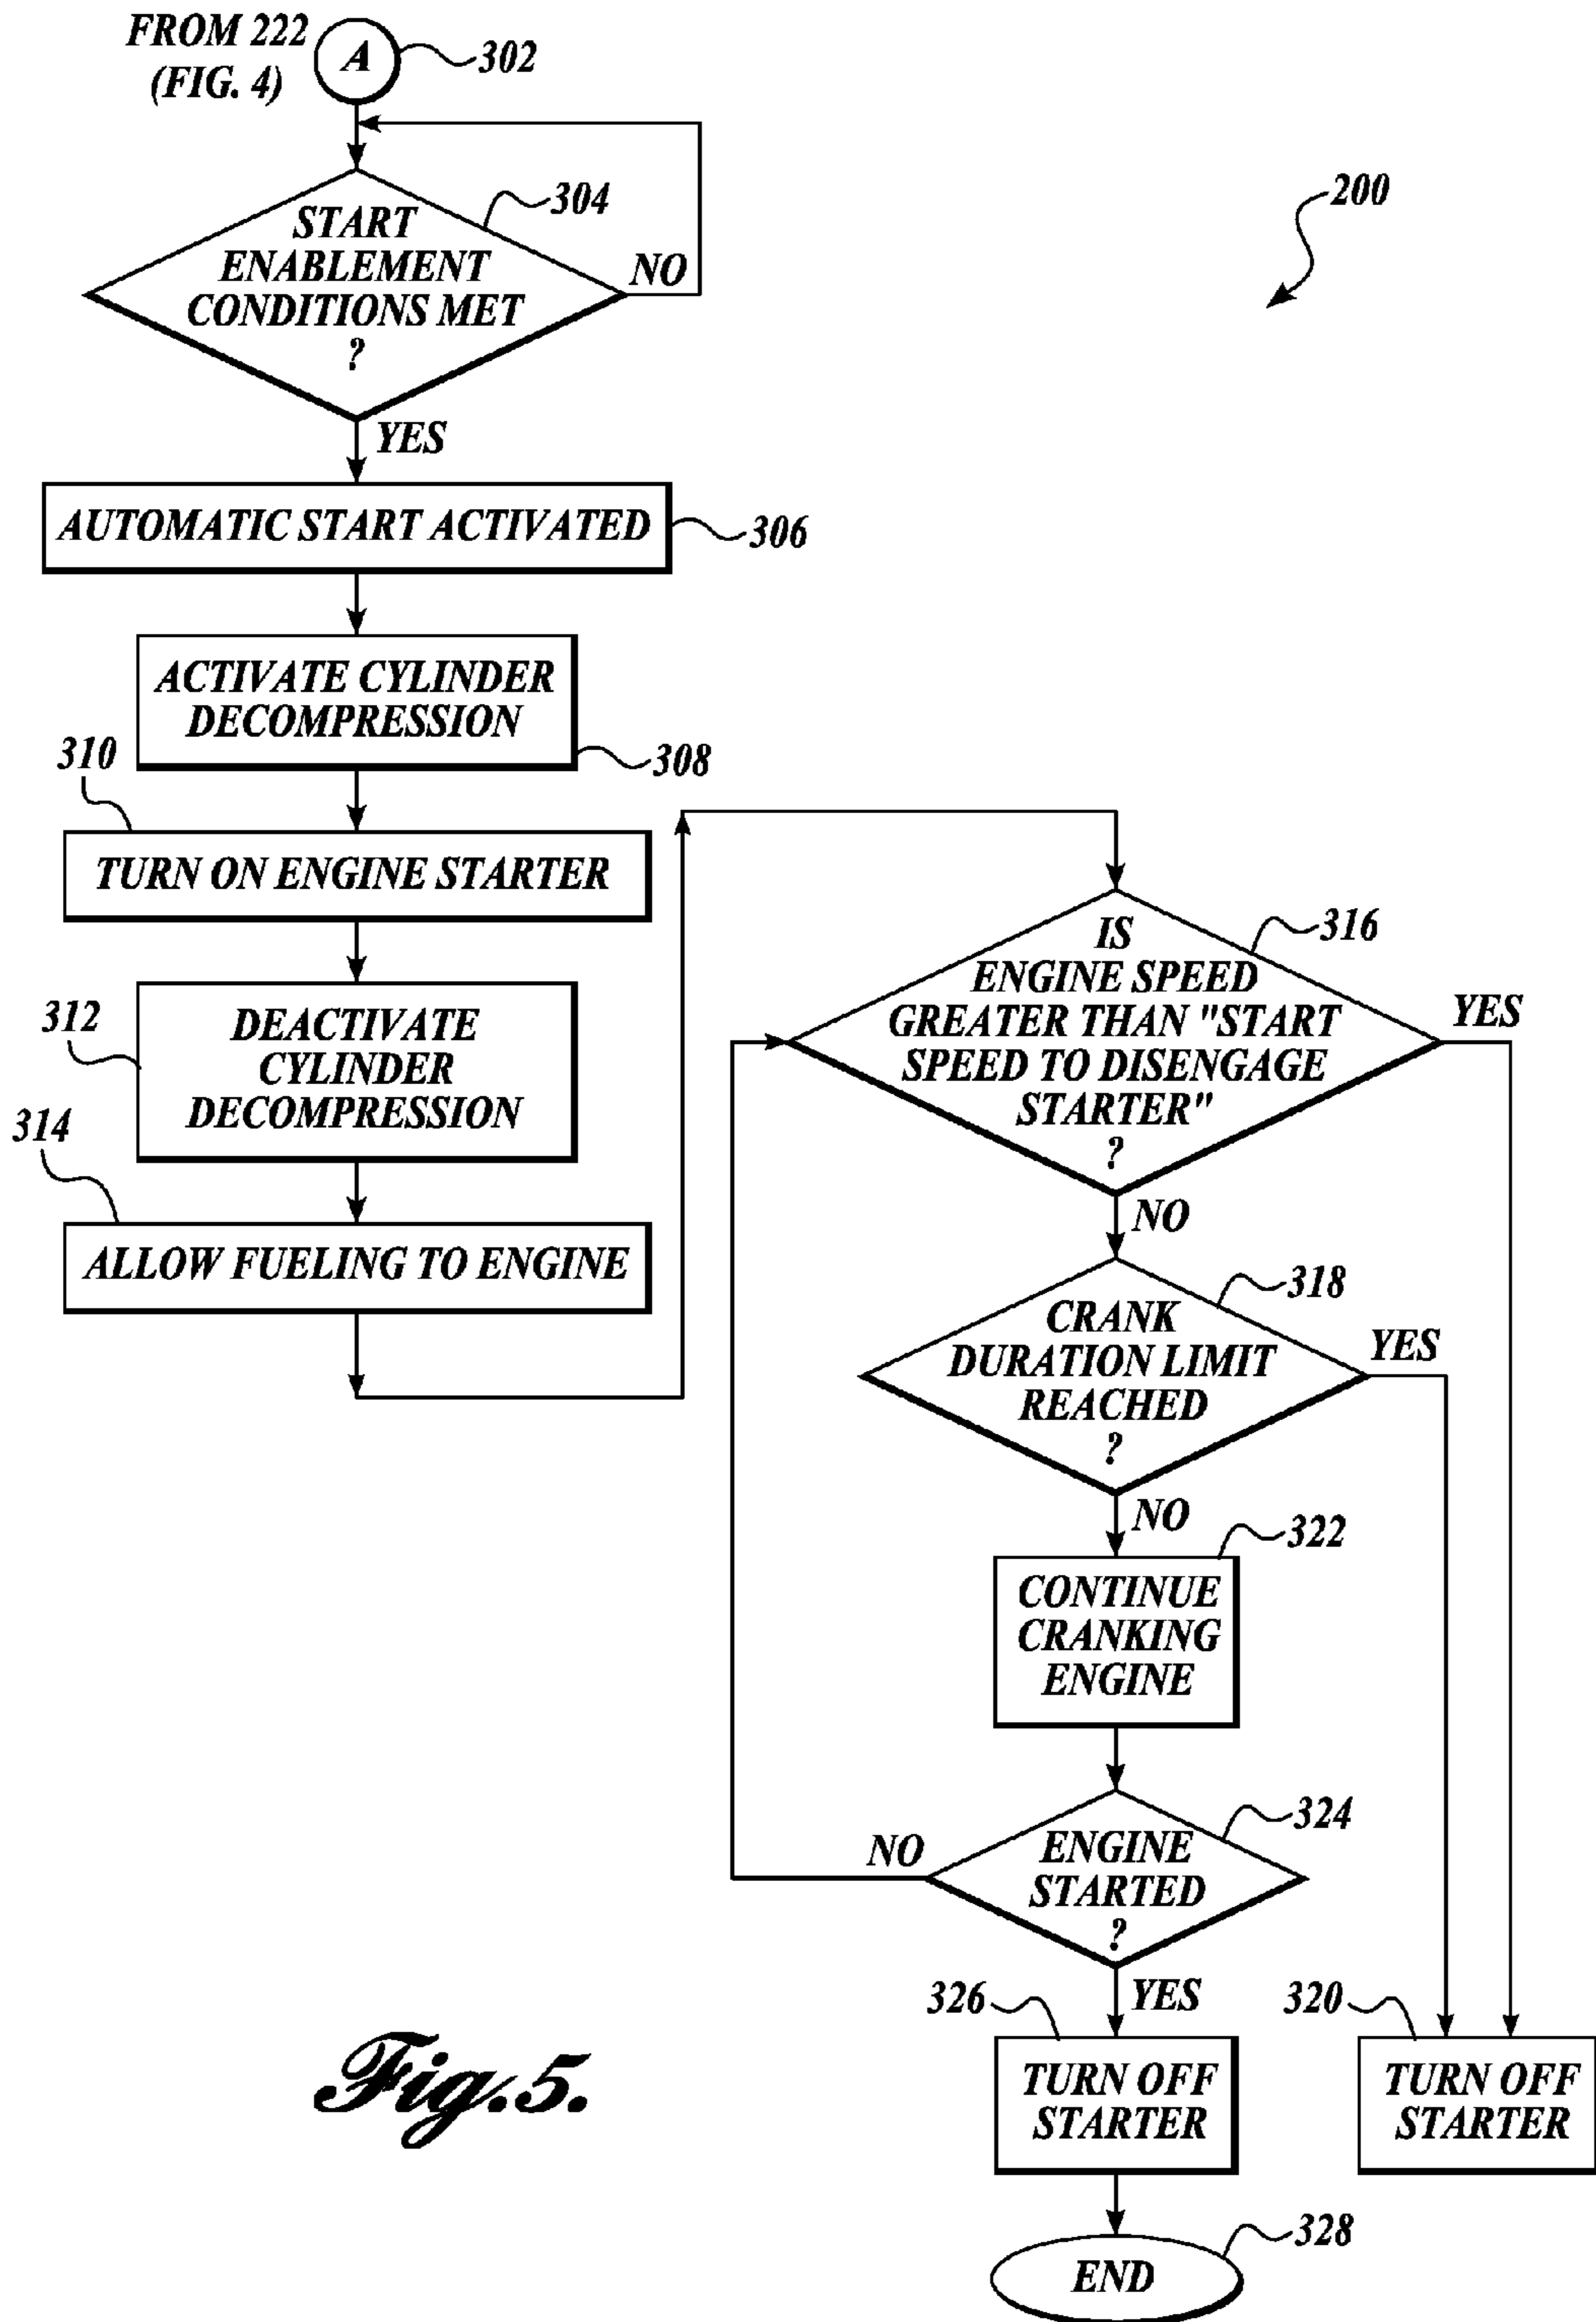 FROM 222
(FIG. 4)
A
302
200
START
ENABLEMENT
CONDITIONS MET
?
304
NO
YES
AUTOMATIC START ACTIVATED
306
ACTIVATE CYLINDER
DECOMPRESSION
308
310
TURN ON ENGINE STARTER
312
DEACTIVATE
CYLINDER
DECOMPRESSION
314
ALLOW FUELING TO ENGINE
IS
ENGINE SPEED
GREATER THAN "START
SPEED TO DISENGAGE
STARTER"
?
316
YES
NO
CRANK
DURATION LIMIT
REACHED
?
318
YES
NO
322
CONTINUE
CRANKING
ENGINE
ENGINE
STARTED
?
324
NO
YES
326
TURN OFF
STARTER
320
TURN OFF
STARTER
328
END
Fig.5.